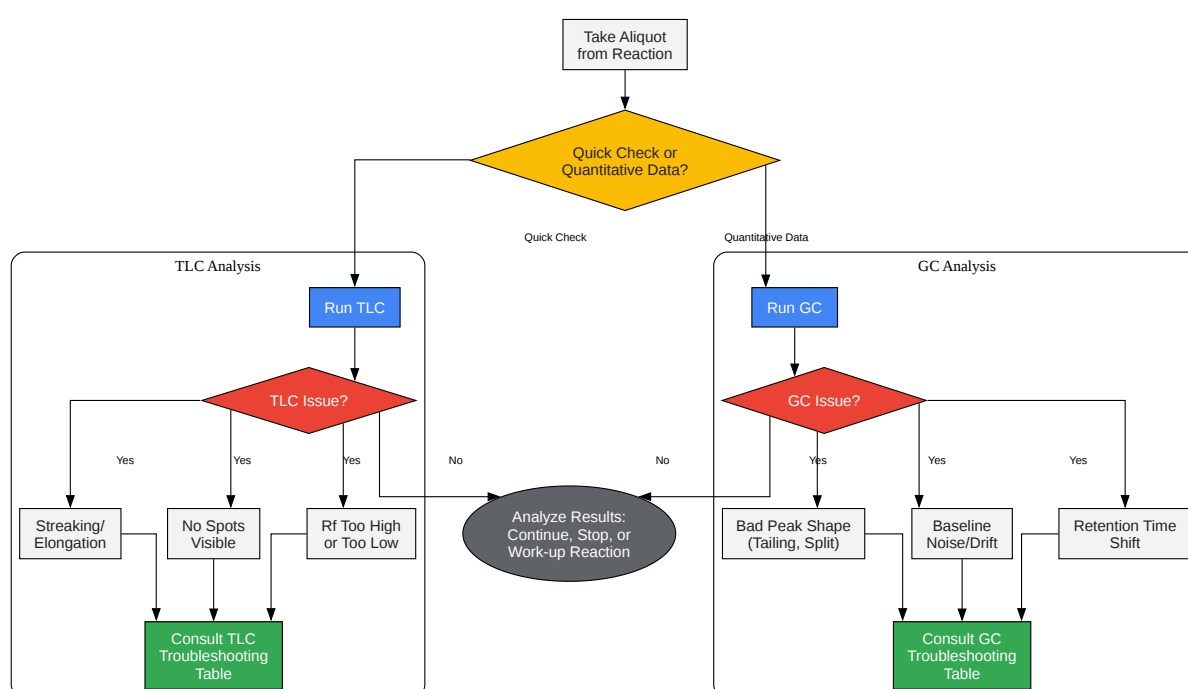 Take Aliquot
from Reaction
Quick Check or
Quantitative Data?
Quick Check
Quantitative Data
TLC Analysis
GC Analysis
Run TLC
Run GC
TLC Issue?
GC Issue?
Yes
Yes
Yes
No
No
Yes
Yes
Yes
Streaking/
Elongation
No Spots
Visible
Rf Too High
or Too Low
Analyze Results:
Continue, Stop, or
Work-up Reaction
Bad Peak Shape
(Tailing, Split)
Baseline
Noise/Drift
Retention Time
Shift
Consult TLC
Troubleshooting
Table
Consult GC
Troubleshooting
Table